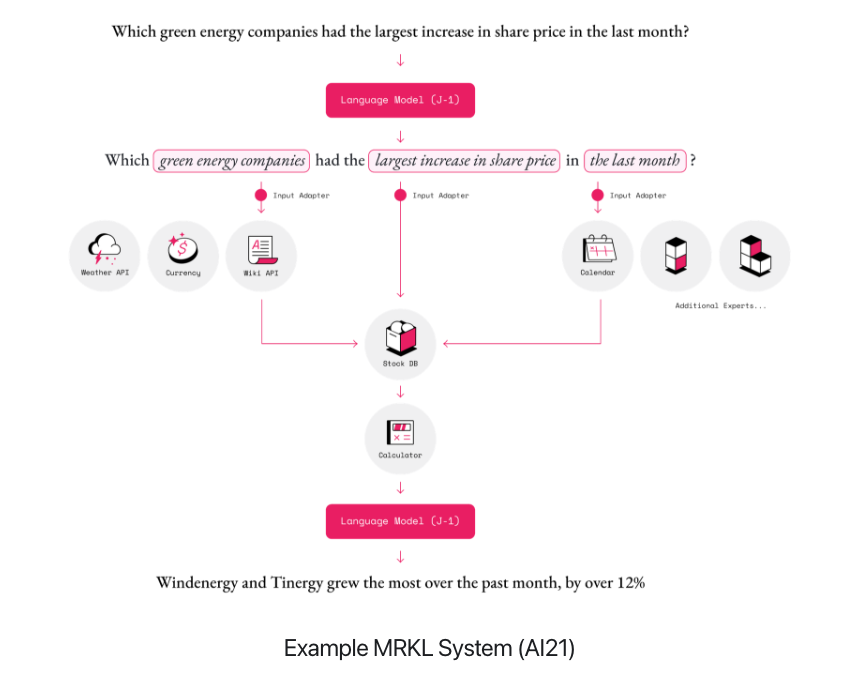 Which green energy companies had the largest increase in share price in the last month?
Language Model (J-1)
Which green energy companies had the largest increase in share price in the last month ?
Input Adapter Input Adapter Input Adapter
Weather API Currency Wiki API Calendar
Additional Experts...
Stock DB
Calculator
Language Model (J-1)
Windenergy and Tinergy grew the most over the past month, by over 12%
Example MRKL System (AI21)